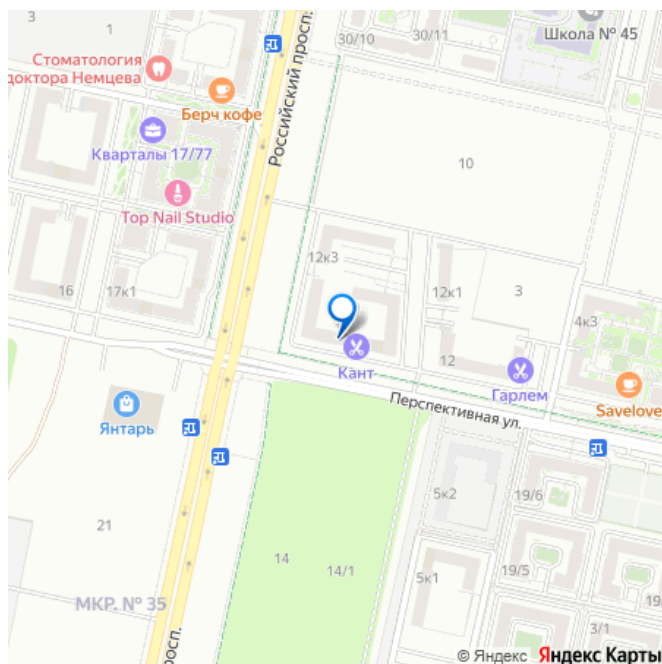 3
1
30/10
30/11
Школа № 45
Стоматология
доктора Немцева
Берч кофе
Российский просп.
Кварталы 17/77
10
Top Nail Studio
12к3
16
17к1
12к1
3
4к3
12
Кант
Гарлем
Savelove
Янтарь
Перспективная ул.
5к2
19/6
21
14
14/1
19/5
5к1
19/
МКР. № 35
3/1
просп.
© Яндекс Яндекс Карты